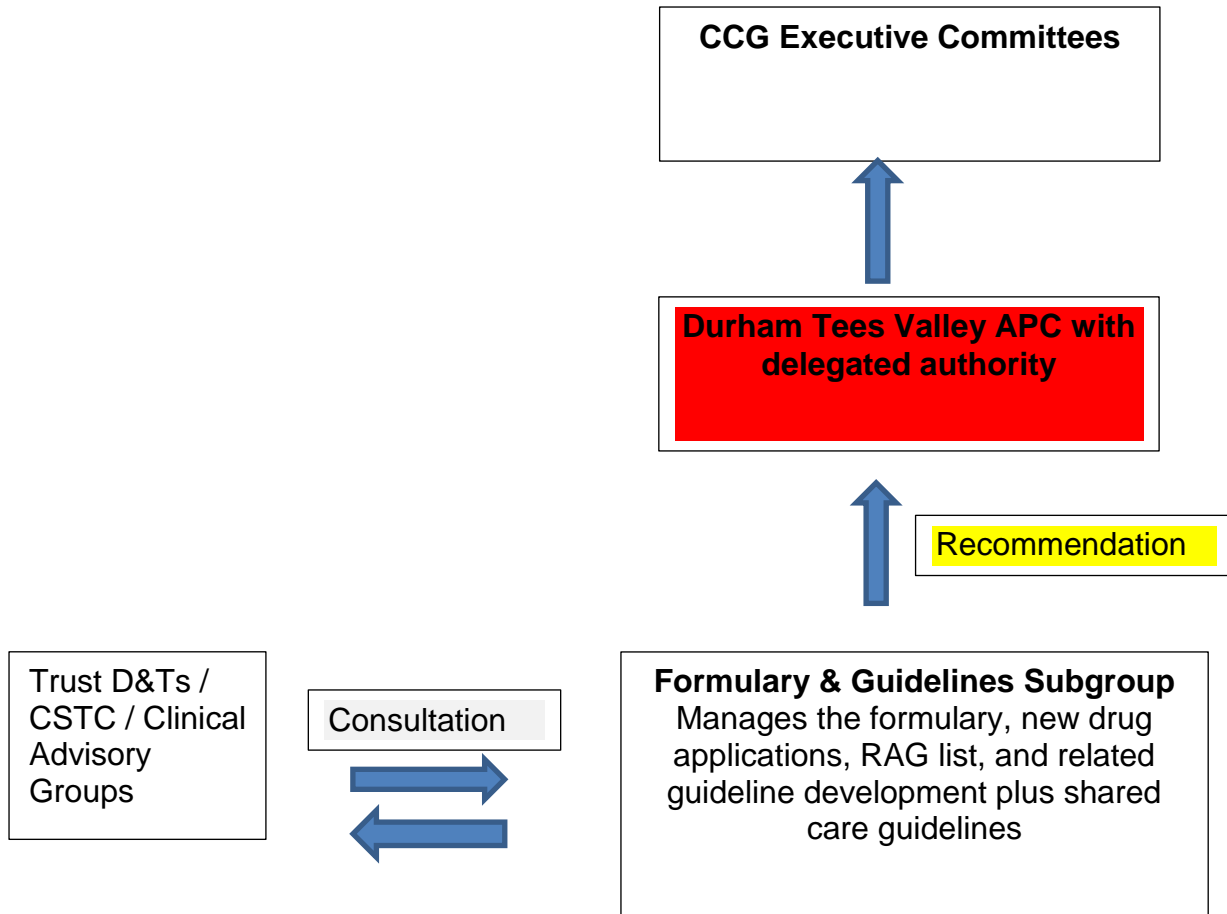 CCG Executive Committees
Durham Tees Valley APC with
delegated authority
Recommendation
Trust D&Ts /
CSTC / Clinical
Advisory
Groups
Consultation
Formulary & Guidelines Subgroup
Manages the formulary, new drug
applications, RAG list, and related
guideline development plus shared
care guidelines